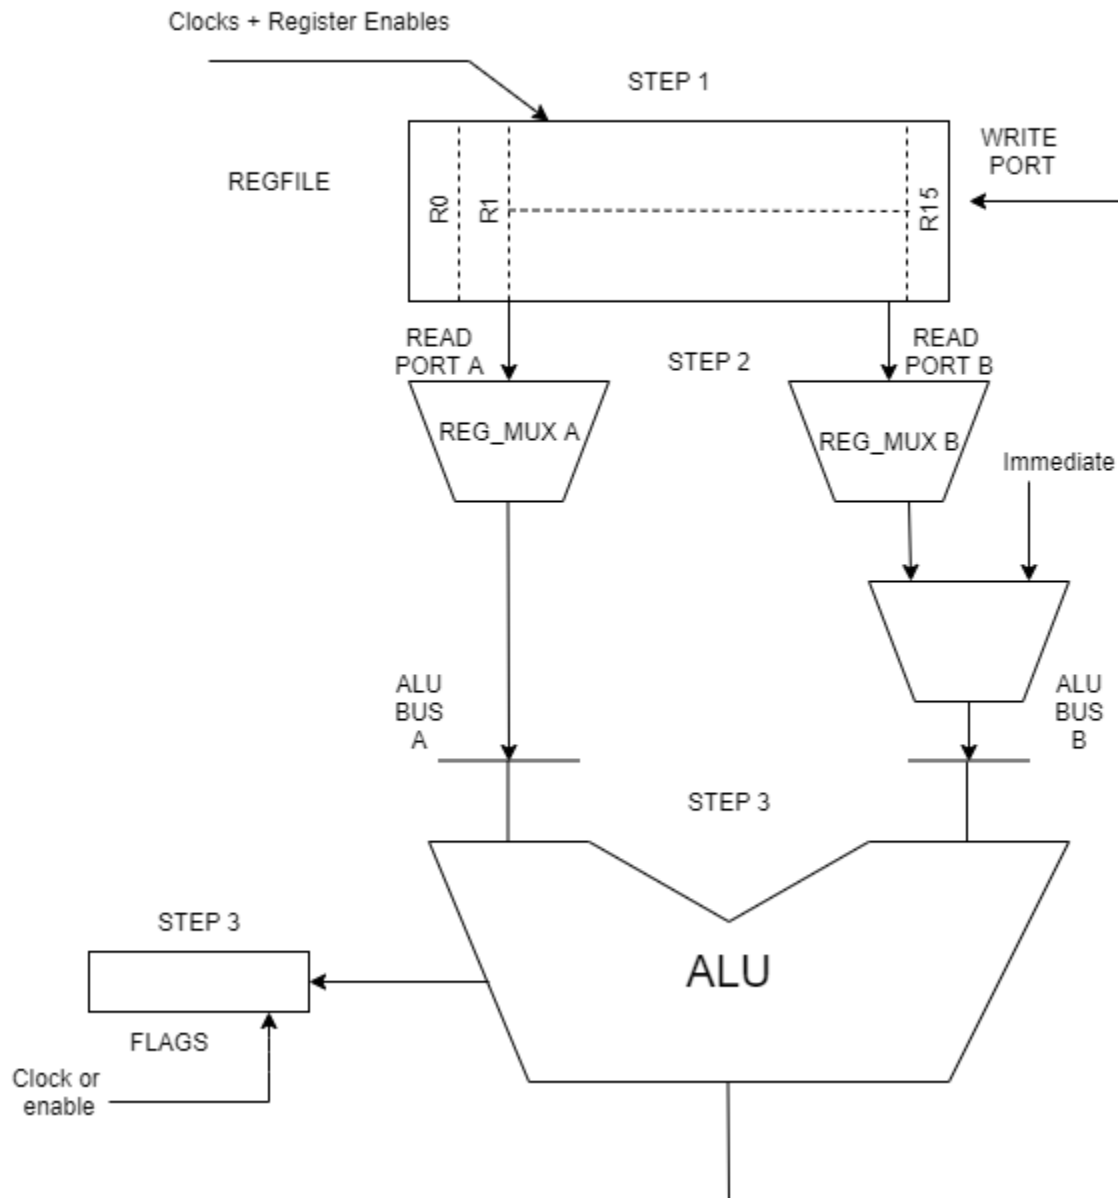 Clocks + Register Enables
STEP 1
WRITE
PORT
REGFILE
R0
R1
R15
READ
PORT A
STEP 2
READ
PORT B
REG_MUX A
REG_MUX B
Immediate
ALU
BUS
A
ALU
BUS
B
STEP 3
STEP 3
ALU
FLAGS
Clock or
enable